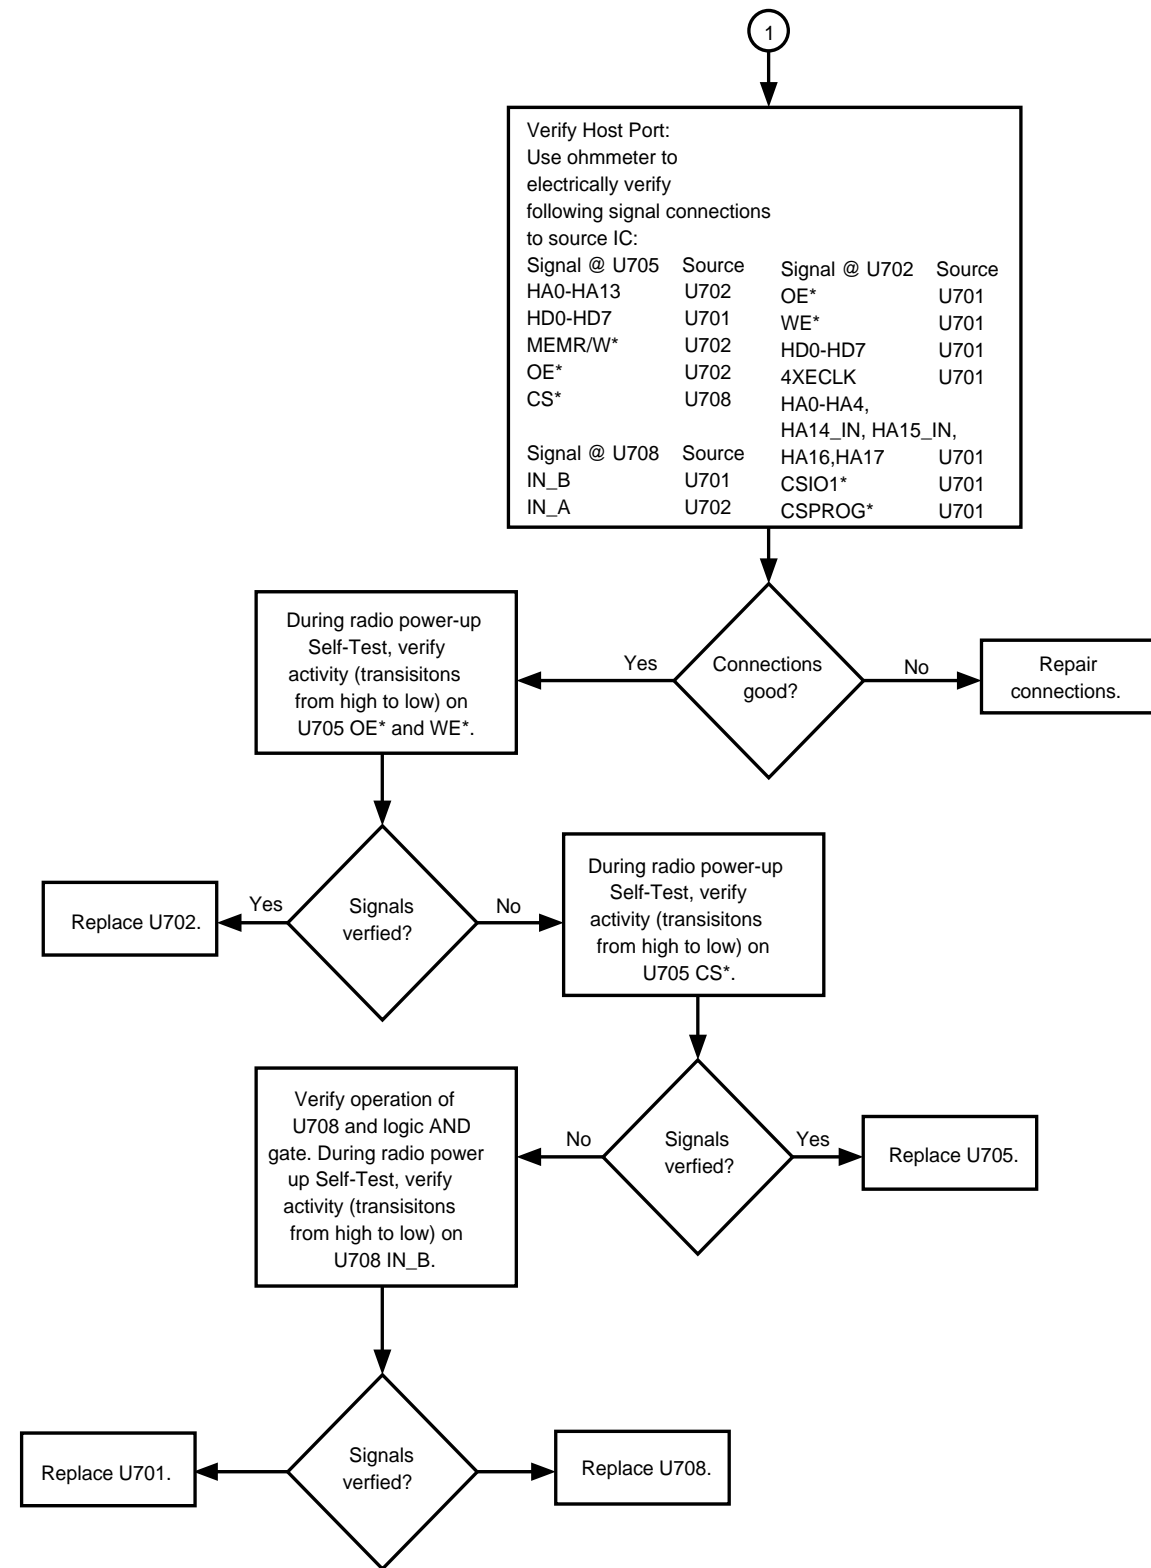 1
Verify Host Port:
Use ohmmeter to
electrically verify
following signal connections
to source IC:
Signal @ U705 Source
HA0-HA13 U702
HD0-HD7 U701
MEMR/W* U702
OE* U702
CS* U708
Signal @ U708 Source
IN_B U701
IN_A U702
Signal @ U702 Source
OE* U701
WE* U701
HD0-HD7 U701
4XECLK U701
HA0-HA4,
HA14_IN, HA15_IN,
HA16,HA17 U701
CSIO1* U701
CSPROG* U701
Connections
good?
Yes
No
Repair
connections.
During radio power-up
Self-Test, verify
activity (transisitons
from high to low) on
U705 OE* and WE*.
Signals
verfied?
Yes
No
Replace U702.
During radio power-up
Self-Test, verify
activity (transisitons
from high to low) on
U705 CS*.
Signals
verfied?
No
Yes
Replace U705.
Verify operation of
U708 and logic AND
gate. During radio power
up Self-Test, verify
activity (transisitons
from high to low) on
U708 IN_B.
Signals
verfied?
Replace U701.
Replace U708.